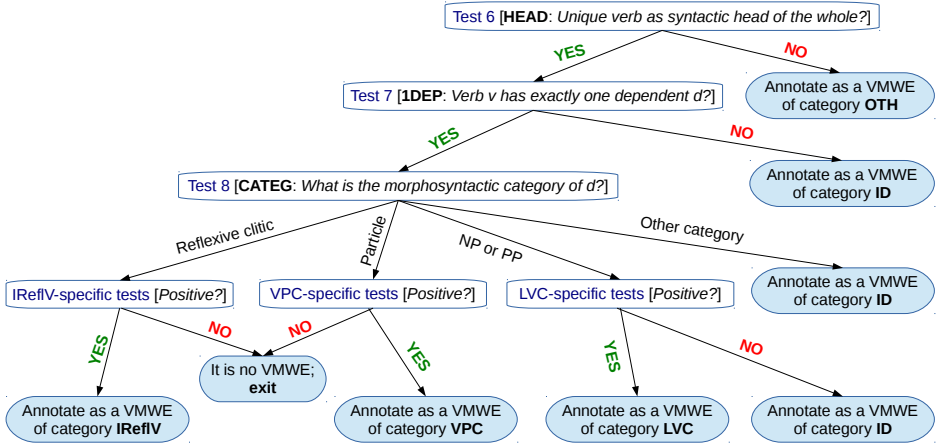 Test 6 [HEAD: Unique verb as syntactic head of the whole?]
YES
NO
Annotate as a VMWE
of category OTH
Test 7 [1DEP: Verb v has exactly one dependent d?]
YES
NO
Annotate as a VMWE
of category ID
Test 8 [CATEG: What is the morphosyntactic category of d?]
Reflexive clitic
Particle
NP or PP
Other category
IReflV-specific tests [Positive?]
VPC-specific tests [Positive?]
LVC-specific tests [Positive?]
Annotate as a VMWE
of category ID
YES
NO
NO
YES
YES
NO
It is no VMWE;
exit
Annotate as a VMWE
of category IReflV
Annotate as a VMWE
of category VPC
Annotate as a VMWE
of category LVC
Annotate as a VMWE
of category ID